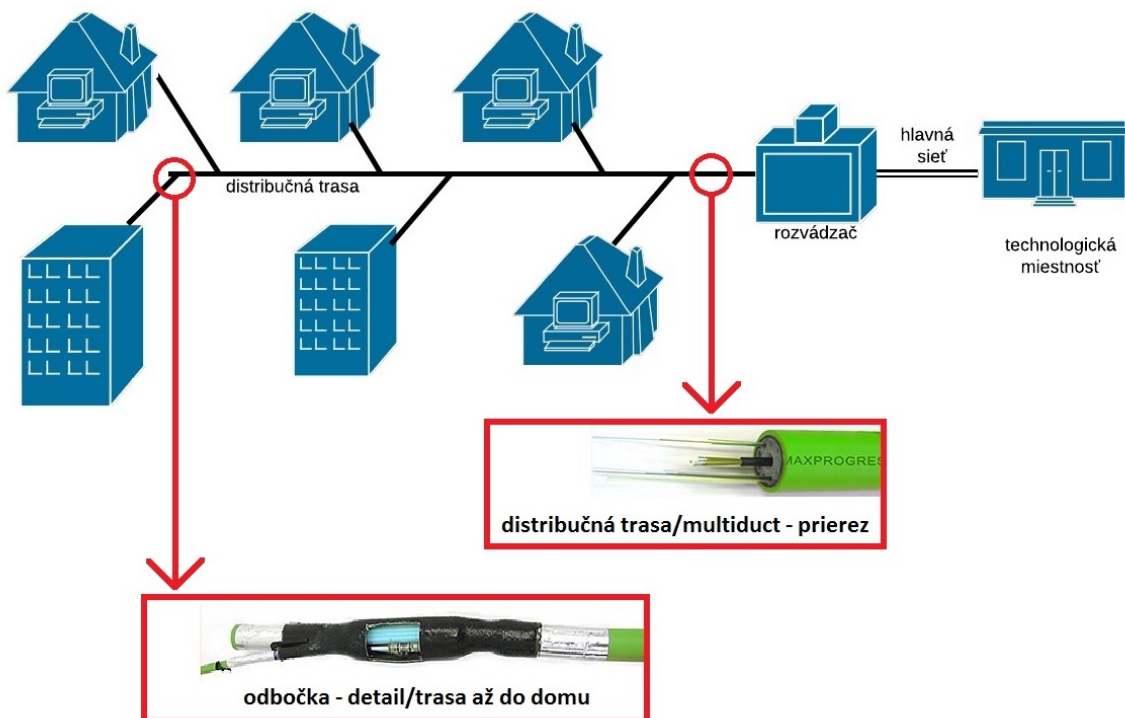 distribučná trasa
hlavná
sieť
rozvádzač
technologická
miestnosť
MAXPROGRES
distribučná trasa/multiduct - prierez
odbočka - detail/trasa až do domu